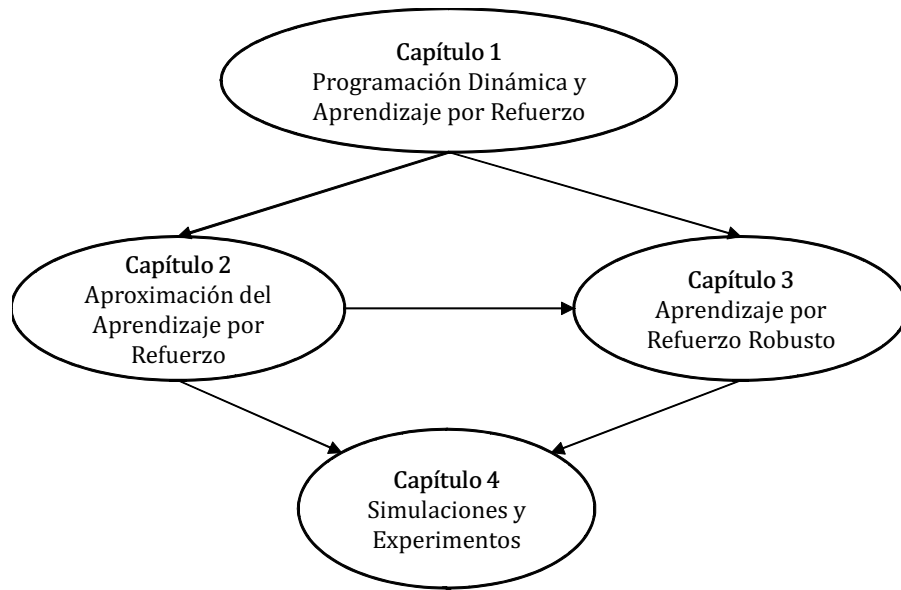 Capítulo 1
Programación Dinámica y
Aprendizaje por Refuerzo
Capítulo 2
Aproximación del
Aprendizaje por
Refuerzo
Capítulo 3
Aprendizaje por
Refuerzo Robusto
Capítulo 4
Simulaciones y
Experimentos